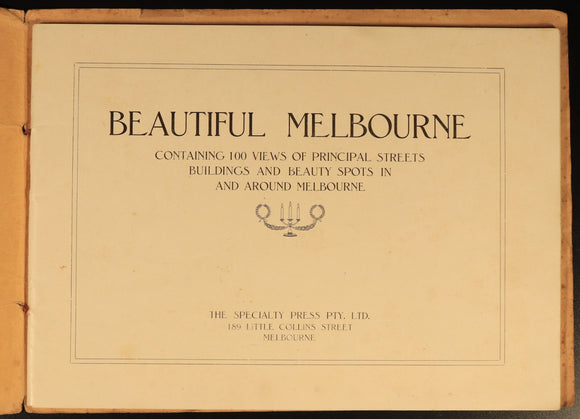 BEAUTIFUL MELBOURNE
CONTAINING 100 VIEWS OF PRINCIPAL STREETS
BUILDINGS AND BEAUTY SPOTS IN
AND AROUND MELBOURNE
THE SPECIALTY PRESS PTY. LTD.
189 LITTLE COLLINS STREET
MELBOURNE